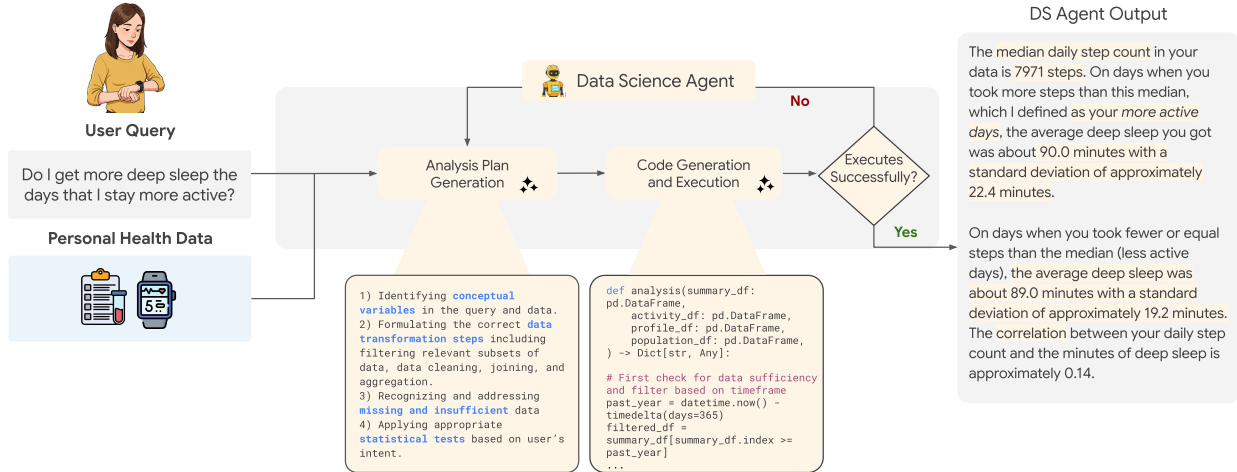 User Query
Do I get more deep sleep the
days that I stay more active?
Personal Health Data
Data Science Agent
No
Analysis Plan
Generation
Code Generation
and Execution
Executes
Successfully?
Yes
1) Identifying conceptual
variables in the query and data.
2) Formulating the correct data
transformation steps including
filtering relevant subsets of
data, data cleaning, joining, and
aggregation.
3) Recognizing and addressing
missing and insufficient data
4) Applying appropriate
statistical tests based on user's
intent.
def analysis(summary_df:
pd.DataFrame,
activity_df: pd.DataFrame,
profile_df: pd.DataFrame,
population_df: pd.DataFrame,
) -> Dict[str, Any]:
# First check for data sufficiency
and filter based on timeframe
past_year = datetime.now() -
timedelta(days=365)
filtered_df =
summary_df[summary_df.index >=
past_year]
...
DS Agent Output
The median daily step count in your
data is 7971 steps. On days when you
took more steps than this median,
which I defined as your more active
days, the average deep sleep you got
was about 90.0 minutes with a
standard deviation of approximately
22.4 minutes.
On days when you took fewer or equal
steps than the median (less active
days), the average deep sleep was
about 89.0 minutes with a standard
deviation of approximately 19.2 minutes.
The correlation between your daily step
count and the minutes of deep sleep is
approximately 0.14.